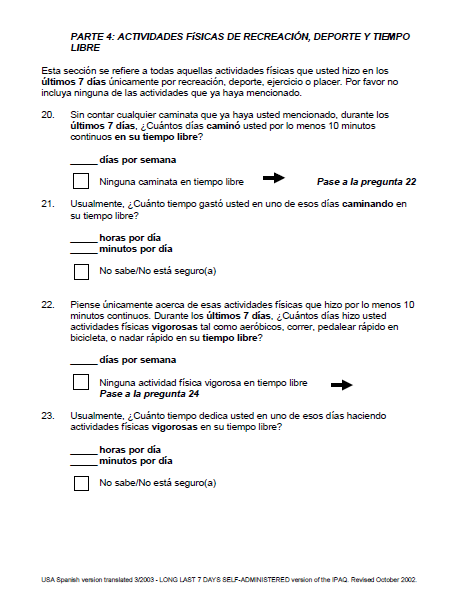 PARTE 4: ACTIVIDADES FíSICAS DE RECREACIÓN, DEPORTE Y TIEMPO
LIBRE
Esta sección se refiere a todas aquellas actividades físicas que usted hizo en los
últimos 7 días únicamente por recreación, deporte, ejercicio o placer. Por favor no
incluya ninguna de las actividades que ya haya mencionado.
20. Sin contar cualquier caminata que ya haya usted mencionado, durante los
últimos 7 días, ¿Cuántos días caminó usted por lo menos 10 minutos
continuos en su tiempo libre?
_____ días por semana
Ninguna caminata en tiempo libre Pase a la pregunta 22
21. Usualmente, ¿Cuánto tiempo gastó usted en uno de esos días caminando en
su tiempo libre?
_____ horas por día
_____ minutos por día
No sabe/No está seguro(a)
22. Piense únicamente acerca de esas actividades físicas que hizo por lo menos 10
minutos continuos. Durante los últimos 7 días, ¿Cuántos días hizo usted
actividades físicas vigorosas tal como aeróbicos, correr, pedalear rápido en
bicicleta, o nadar rápido en su tiempo libre?
_____ días por semana
Ninguna actividad física vigorosa en tiempo libre
Pase a la pregunta 24
23. Usualmente, ¿Cuánto tiempo dedica usted en uno de esos días haciendo
actividades físicas vigorosas en su tiempo libre?
_____ horas por día
_____ minutos por día
No sabe/No está seguro(a)
USA Spanish version translated 3/2003 - LONG LAST 7 DAYS SELF-ADMINISTERED version of the IPAQ. Revised October 2002.